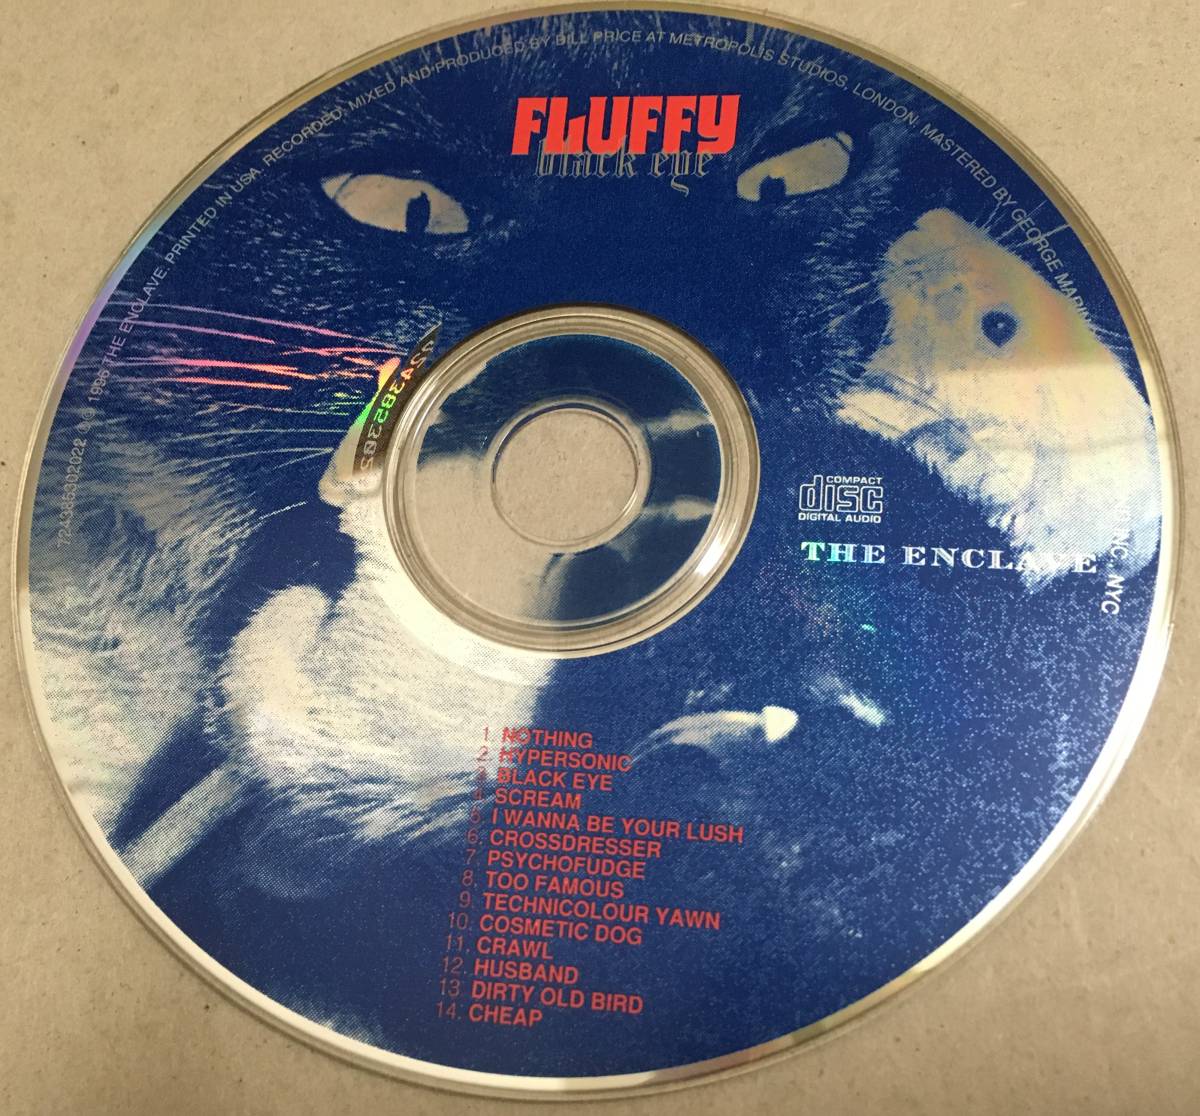 FLUFFY
black eye
724385302022 ℗© 1996 THE ENCLAVE. PRINTED IN USA. RECORDED, MIXED AND PRODUCED BY BILL PRICE AT METROPOLIS STUDIOS, LONDON. MASTERED BY GEORGE INC., NYC
COMPACT
disc
DIGITAL AUDIO
THE ENCLAVE
1. NOTHING
2. HYPERSONIC
3. BLACK EYE
4. SCREAM
5. I WANNA BE YOUR LUSH
6. CROSSDRESSER
7. PSYCHOFUDGE
8. TOO FAMOUS
9. TECHNICOLOUR YAWN
10. COSMETIC DOG
11. CRAWL
12. HUSBAND
13. DIRTY OLD BIRD
14. CHEAP